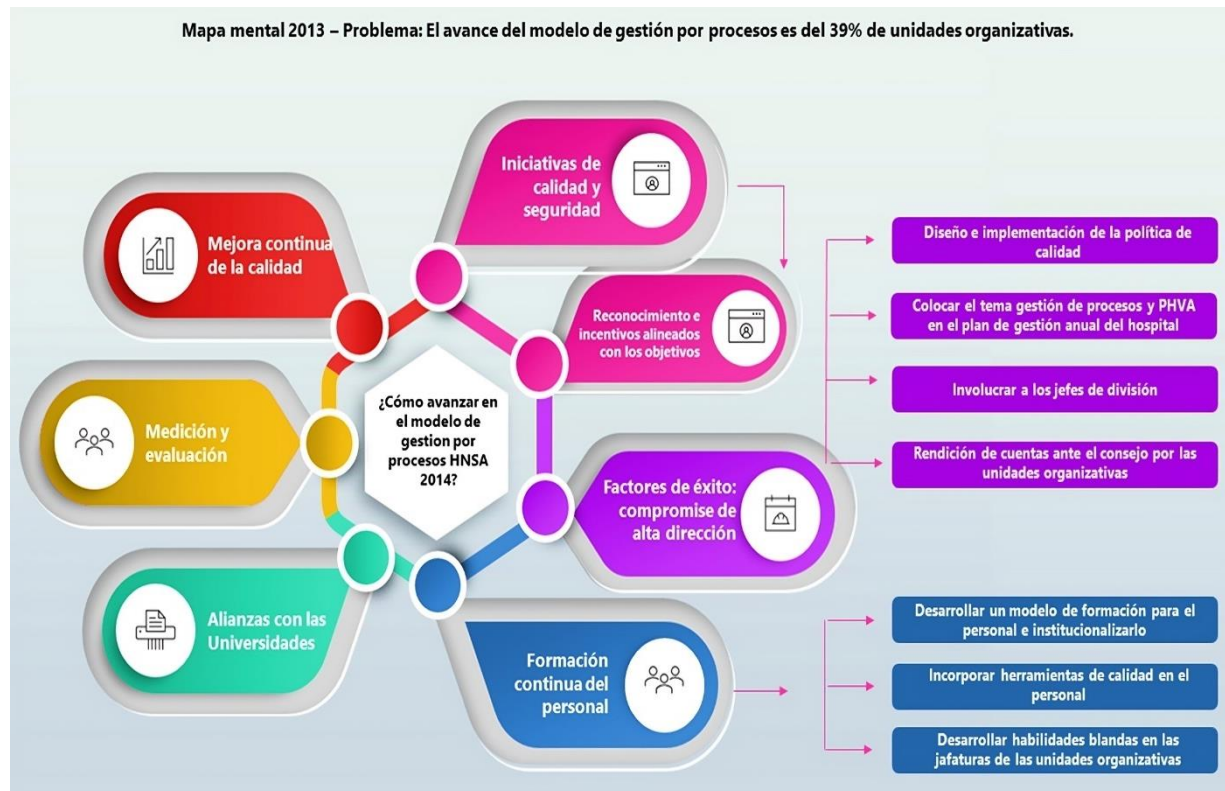 Mapa mental 2013 – Problema: El avance del modelo de gestión por procesos es del 39% de unidades organizativas.
Iniciativas de
calidad y
seguridad
Mejora continua
de la calidad
Reconocimiento e
incentivos alineados
con los objetivos
Medición y
evaluación
¿Cómo avanzar en
el modelo de
gestion por
procesos HNSA
2014?
Factores de éxito:
compromise de
alta dirección
Alianzas con las
Universidades
Formación
continua del
personal
Diseño e implementación de la política de
calidad
Colocar el tema gestión de procesos y PHVA
en el plan de gestión anual del hospital
Involucrar a los jefes de división
Rendición de cuentas ante el consejo por las
unidades organizativas
Desarrollar un modelo de formación para el
personal e institucionalizarlo
Incorporar herramientas de calidad en el
personal
Desarrollar habilidades blandas en las
jafaturas de las unidades organizativas